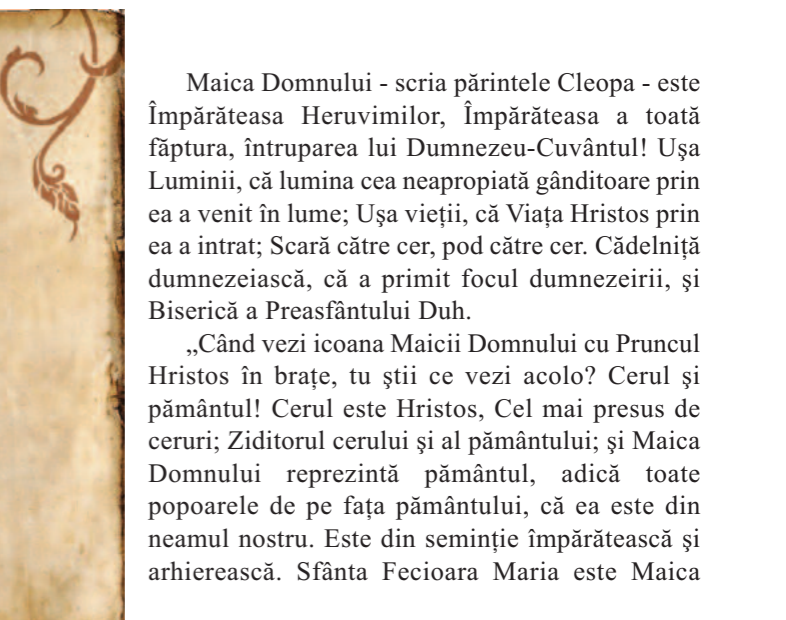 Maica Domnului - scria părintele Cleopa - este
Împărăteasa Heruvimilor, Împărăteasa a toată
făptura, întruparea lui Dumnezeu-Cuvântul! Uşa
Luminii, că lumina cea neapropiată gânditoare prin
ea a venit în lume; Uşa vieţii, că Viaţa Hristos prin
ea a intrat; Scară către cer, pod către cer. Cădelniţă
dumnezeiască, că a primit focul dumnezeirii, şi
Biserică a Preasfântului Duh.
„Când vezi icoana Maicii Domnului cu Pruncul
Hristos în braţe, tu ştii ce vezi acolo? Cerul şi
pământul! Cerul este Hristos, Cel mai presus de
ceruri; Ziditorul cerului şi al pământului; şi Maica
Domnului reprezintă pământul, adică toate
popoarele de pe faţa pământului, că ea este din
neamul nostru. Este din seminţie împărătească şi
arhierească. Sfânta Fecioara Maria este Maica